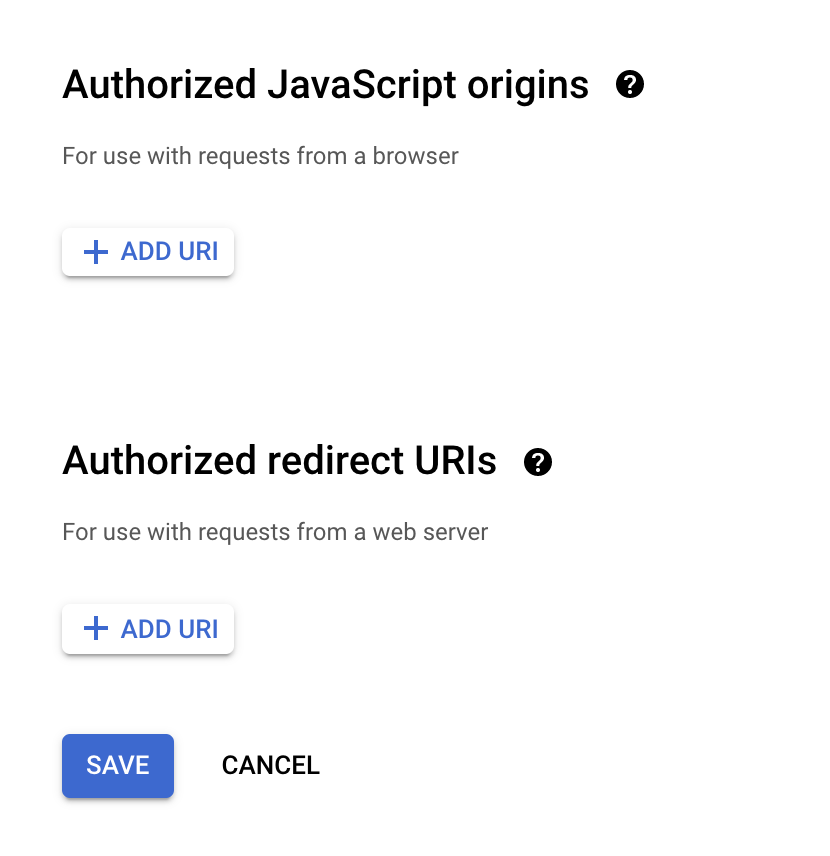 Authorized JavaScript origins
For use with requests from a browser
ADD URI
Authorized redirect URIs
For use with requests from a web server
ADD URI
SAVE CANCEL